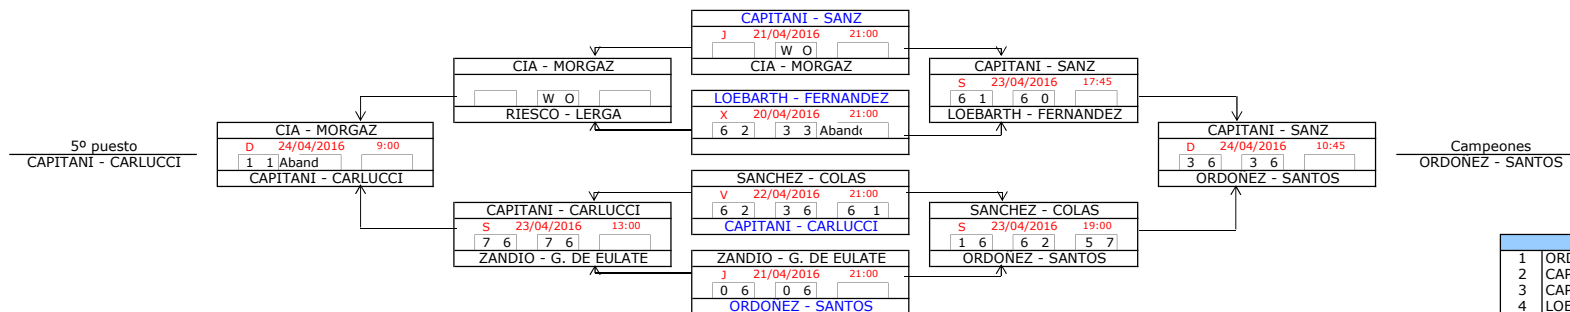 CAPITANI - SANZ
J 21/04/2016 21:00
W O
CIA - MORGAZ
CIA - MORGAZ
W O
RIESCO - LERGA
CAPITANI - SANZ
S 23/04/2016 17:45
6 1 6 0
LOEBARTH - FERNANDEZ
LOEBARTH - FERNANDEZ
X 20/04/2016 21:00
6 2 3 3 Abando
5º puesto
CAPITANI - CARLUCCI
CIA - MORGAZ
D 24/04/2016 9:00
1 1 Aband
CAPITANI - CARLUCCI
CAPITANI - SANZ
D 24/04/2016 10:45
3 6 3 6
ORDOÑEZ - SANTOS
Campeones
ORDOÑEZ - SANTOS
SANCHEZ - COLAS
V 22/04/2016 21:00
6 2 3 6 6 1
CAPITANI - CARLUCCI
CAPITANI - CARLUCCI
S 23/04/2016 13:00
7 6 7 6
ZANDIO - G. DE EULATE
SANCHEZ - COLAS
S 23/04/2016 19:00
1 6 6 2 5 7
ORDOÑEZ - SANTOS
ZANDIO - G. DE EULATE
J 21/04/2016 21:00
0 6 0 6
ORDOÑEZ - SANTOS
1 ORD
2 CAP
3 CAP
4 LOE